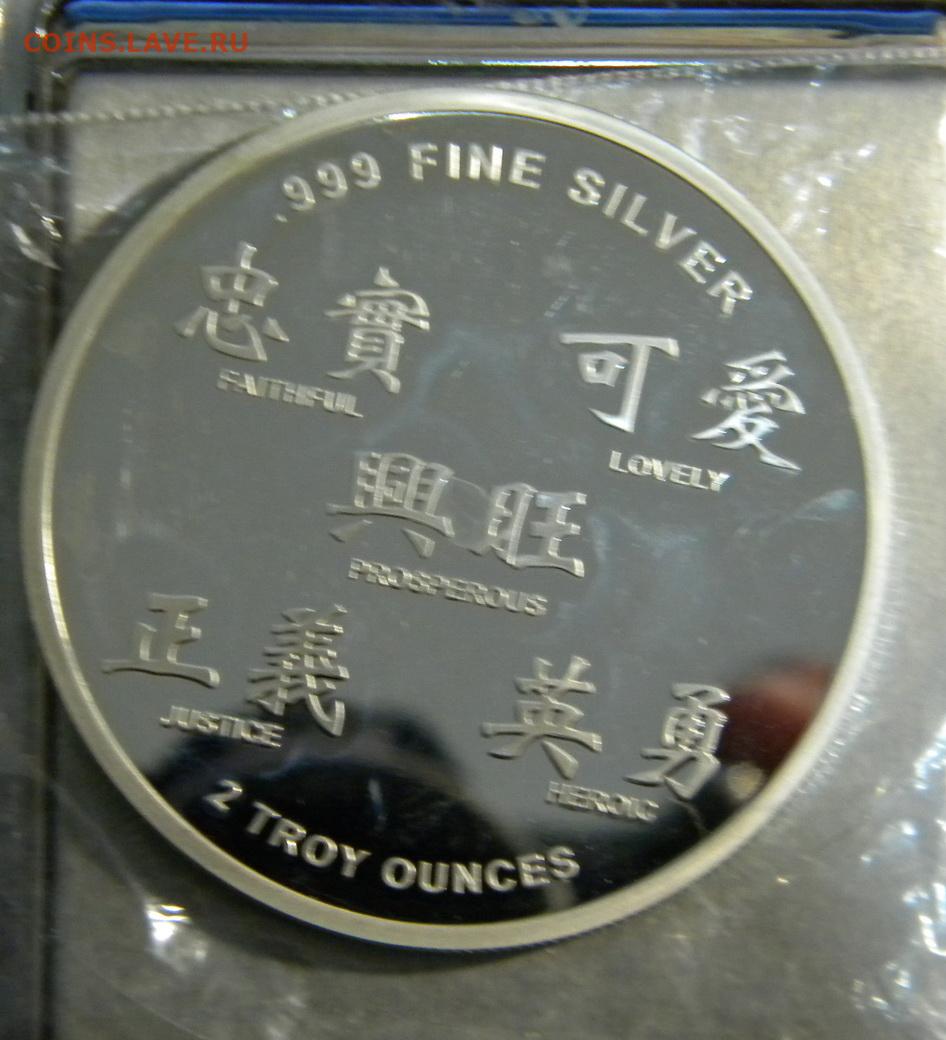 COINS.LAVE.RU
.999 FINE SILVER
忠實
FAITHFUL
可愛
LOVELY
興旺
PROSPEROUS
正義
JUSTICE
英勇
HEROIC
2 TROY OUNCES